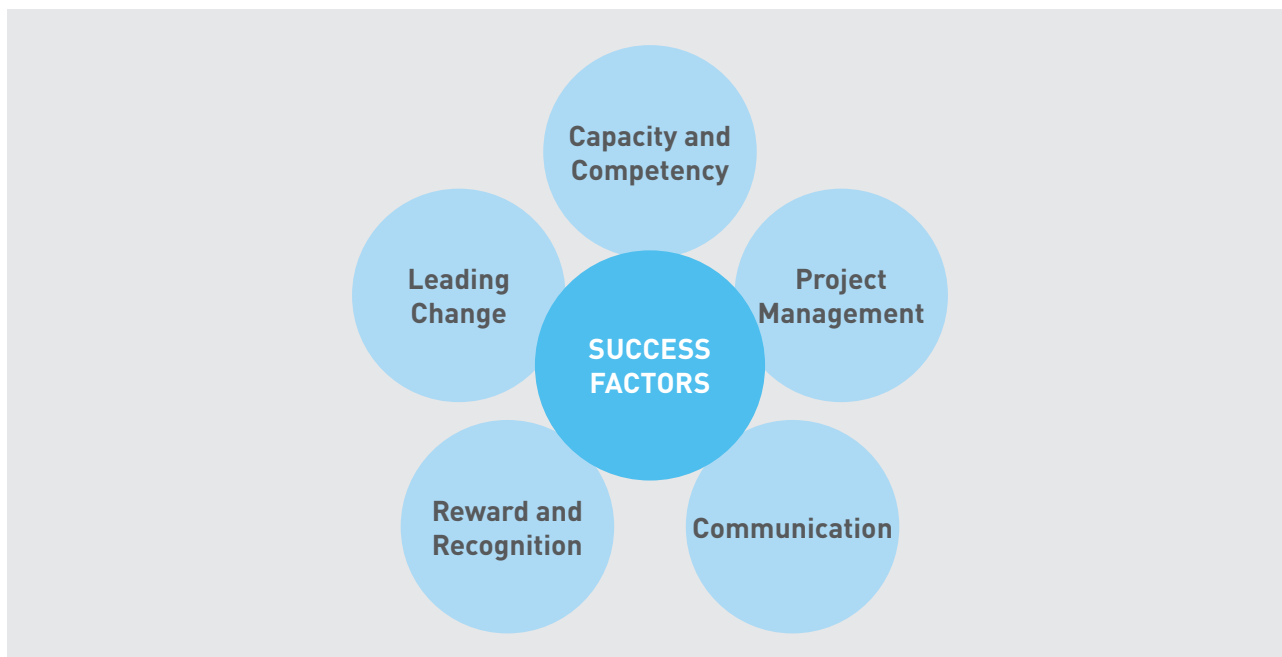 Capacity and
Competency
Leading
Change
Project
Management
SUCCESS
FACTORS
Reward and
Recognition
Communication